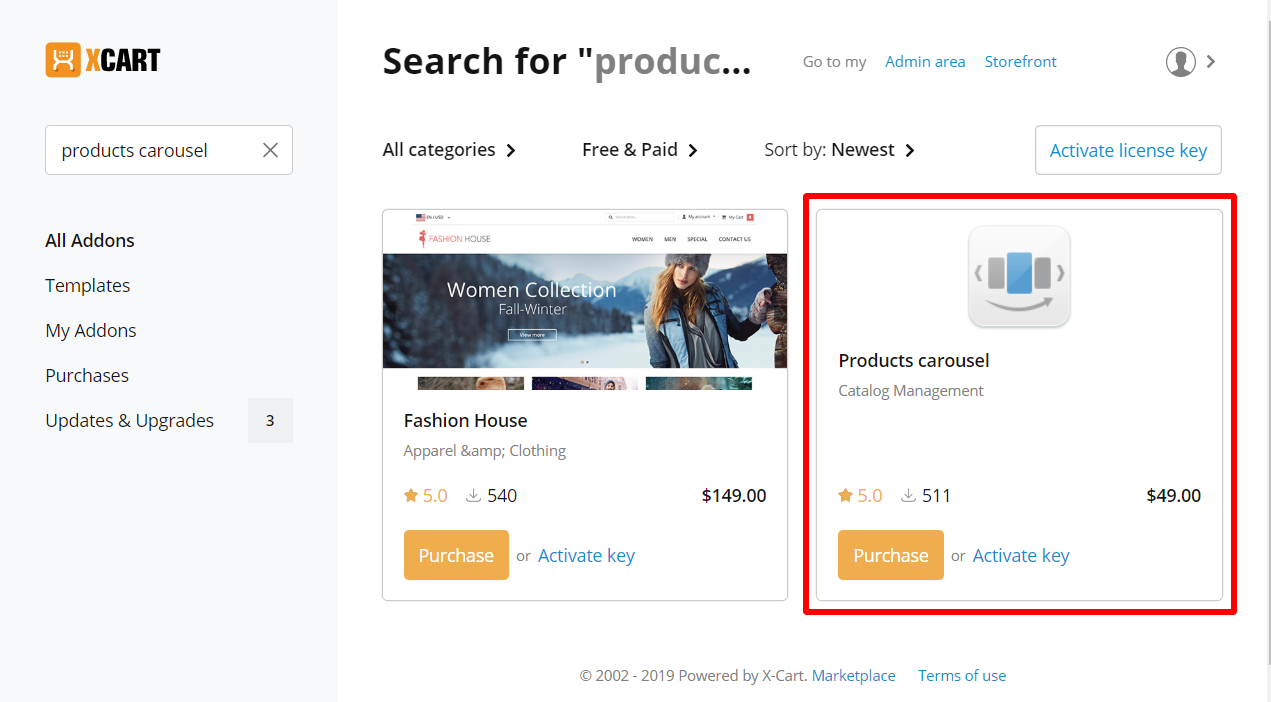 XCART
Search for "produc...
Go to my Admin area Storefront
products carousel
All categories
Free & Paid
Sort by: Newest
Activate license key
All Addons
Templates
My Addons
Purchases
Updates & Upgrades 3
EN / USD
My account
My Cart
FASHION HOUSE
WOMEN MEN SPECIAL CONTACT US
Women Collection
Fall-Winter
View more
Fashion House
Apparel &amp; Clothing
5.0 540 $149.00
Purchase or Activate key
Products carousel
Catalog Management
5.0 511 $49.00
Purchase or Activate key
© 2002 - 2019 Powered by X-Cart. Marketplace Terms of use